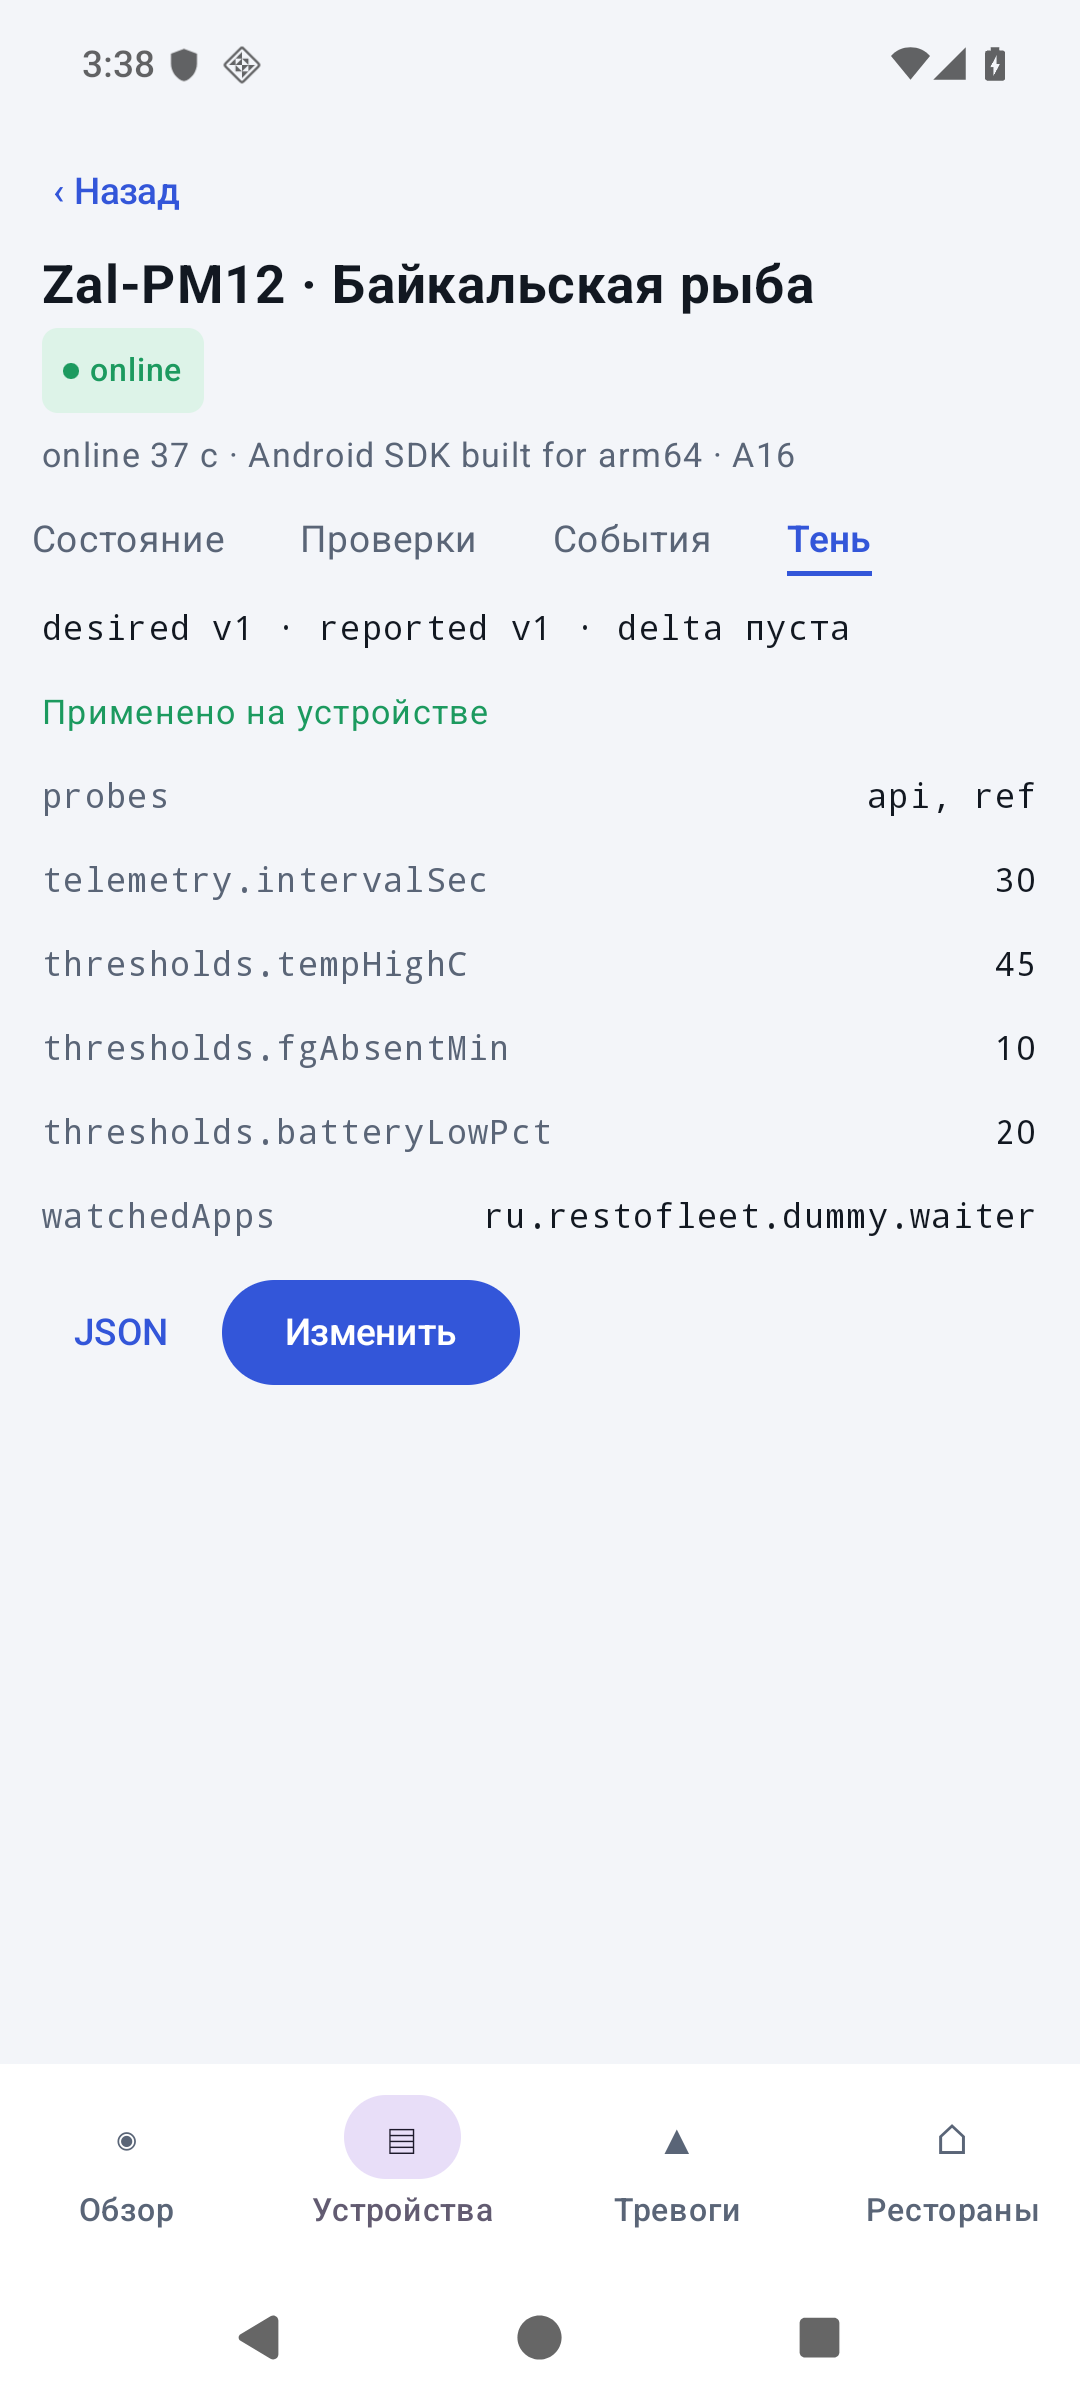 3:38
‹ Назад
Zal-PM12 · Байкальская рыба
online
online 37 с · Android SDK built for arm64 · A16
Состояние Проверки События Тень
desired v1 · reported v1 · delta пуста
Применено на устройстве
probes api, ref
telemetry.intervalSec 30
thresholds.tempHighC 45
thresholds.fgAbsentMin 10
thresholds.batteryLowPct 20
watchedApps ru.restofleet.dummy.waiter
JSON Изменить
Обзор Устройства Тревоги Рестораны